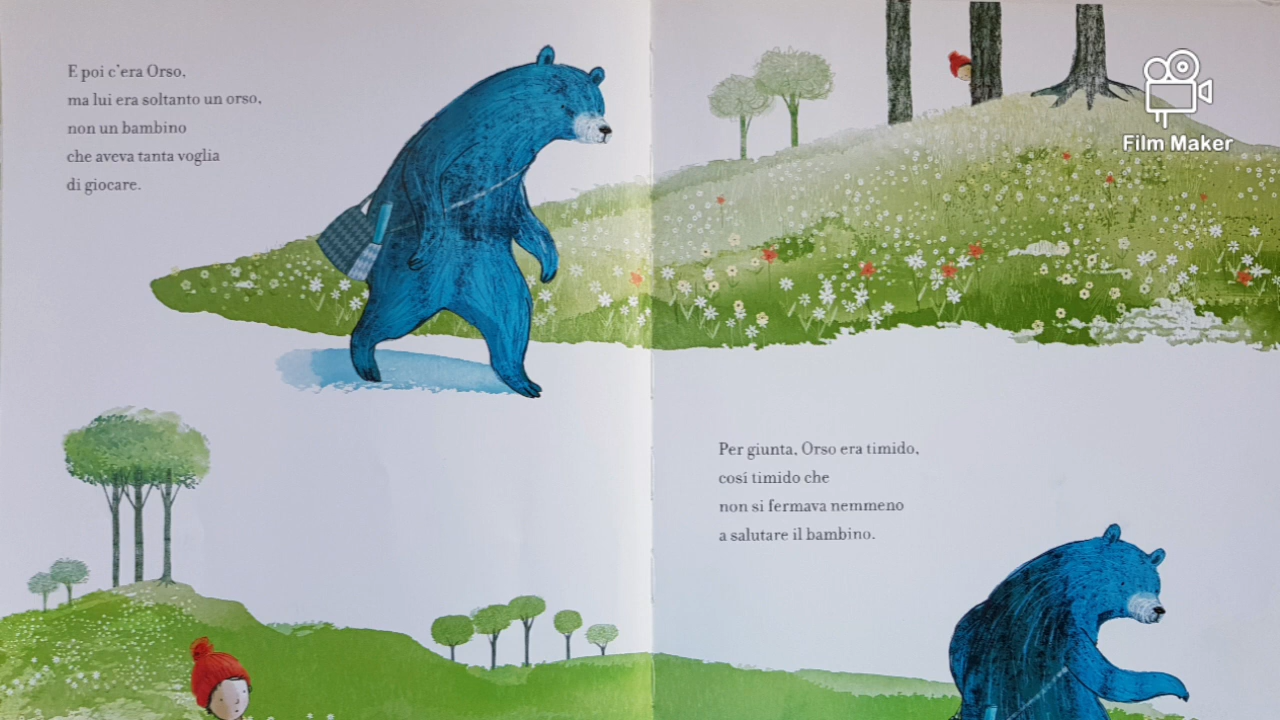 E poi c'era Orso,
ma lui era soltanto un orso,
non un bambino
che aveva tanta voglia
di giocare.
Film Maker
Per giunta, Orso era timido,
cosí timido che
non si fermava nemmeno
a salutare il bambino.